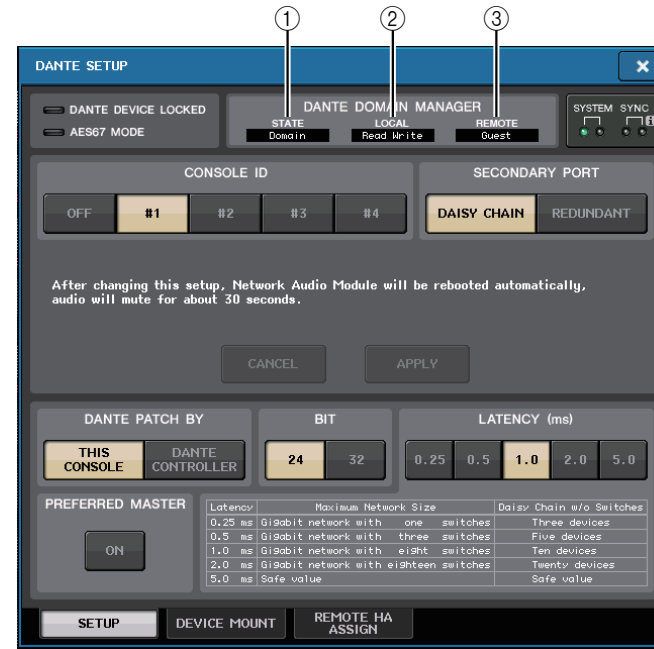 ① ② ③
DANTE SETUP ×
DANTE DEVICE LOCKED
AES67 MODE
DANTE DOMAIN MANAGER
STATE LOCAL REMOTE
Domain Read Write Guest
SYSTEM SYNC
CONSOLE ID
OFF #1 #2 #3 #4
SECONDARY PORT
DAISY CHAIN REDUNDANT
After changing this setup, Network Audio Module will be rebooted automatically,
audio will mute for about 30 seconds.
CANCEL APPLY
DANTE PATCH BY
THIS CONSOLE DANTE CONTROLLER
BIT
24 32
LATENCY (ms)
0.25 0.5 1.0 2.0 5.0
PREFERRED MASTER
ON
Latency Maximum Network Size Daisy Chain w/o Switches
0.25 ms Gigabit network with one switches Three devices
0.5 ms Gigabit network with three switches Five devices
1.0 ms Gigabit network with eight switches Ten devices
2.0 ms Gigabit network with eighteen switches Twenty devices
5.0 ms Safe value Safe value
SETUP DEVICE MOUNT REMOTE HA ASSIGN